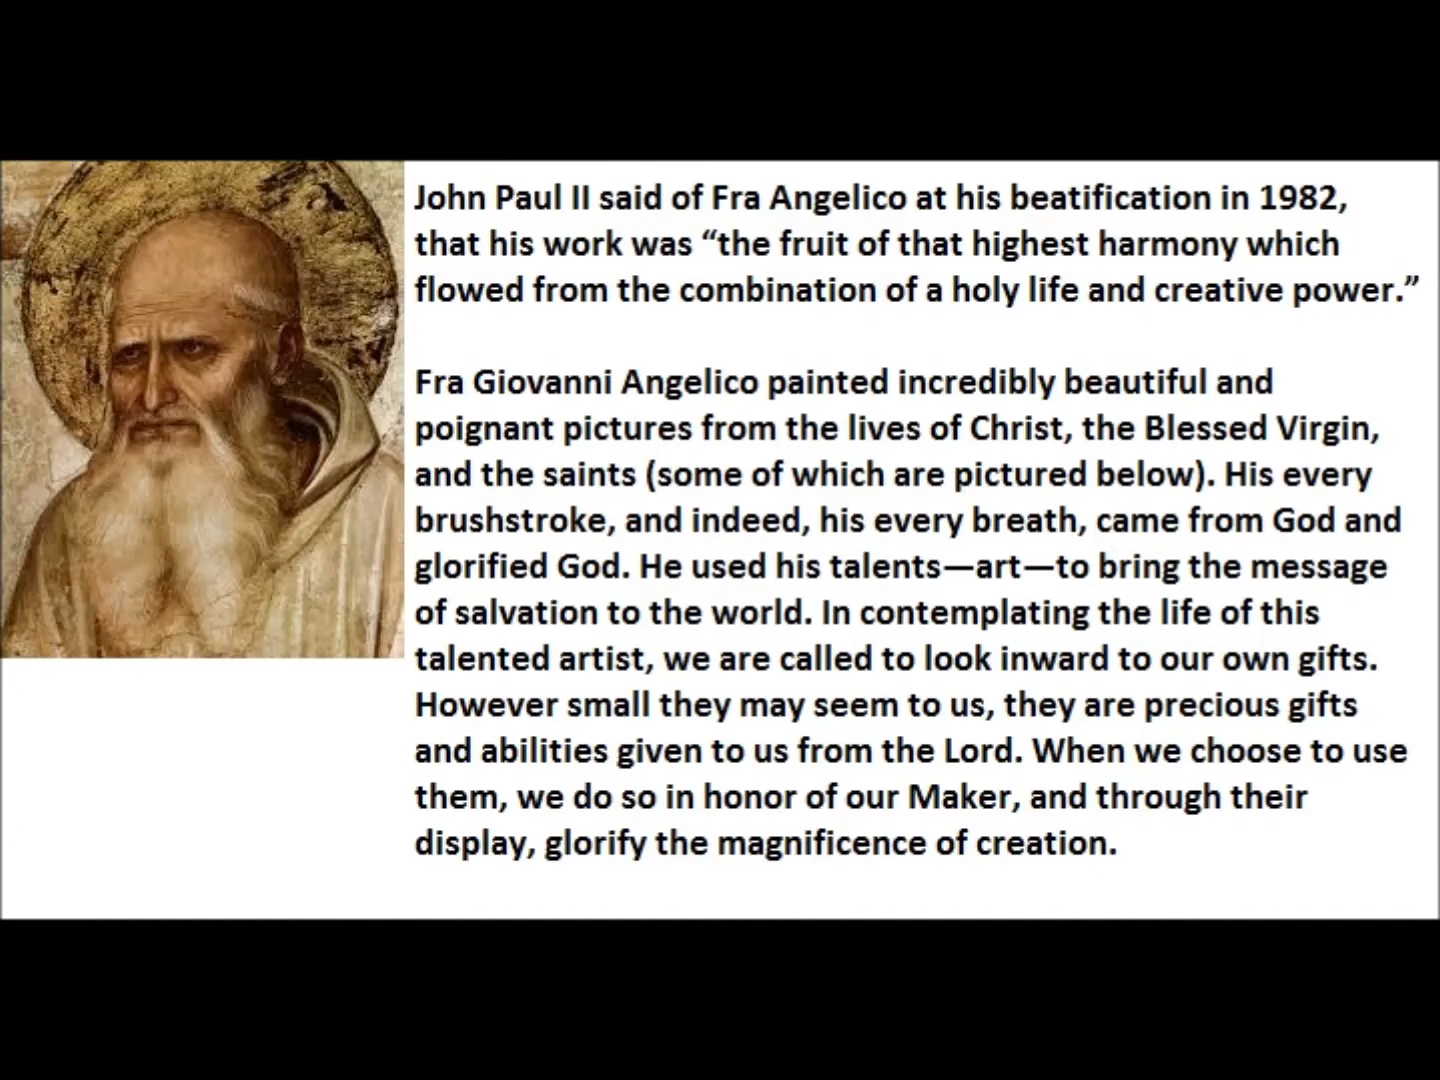 John Paul II said of Fra Angelico at his beatification in 1982,
that his work was “the fruit of that highest harmony which
flowed from the combination of a holy life and creative power.”
Fra Giovanni Angelico painted incredibly beautiful and
poignant pictures from the lives of Christ, the Blessed Virgin,
and the saints (some of which are pictured below). His every
brushstroke, and indeed, his every breath, came from God and
glorified God. He used his talents—art—to bring the message
of salvation to the world. In contemplating the life of this
talented artist, we are called to look inward to our own gifts.
However small they may seem to us, they are precious gifts
and abilities given to us from the Lord. When we choose to use
them, we do so in honor of our Maker, and through their
display, glorify the magnificence of creation.